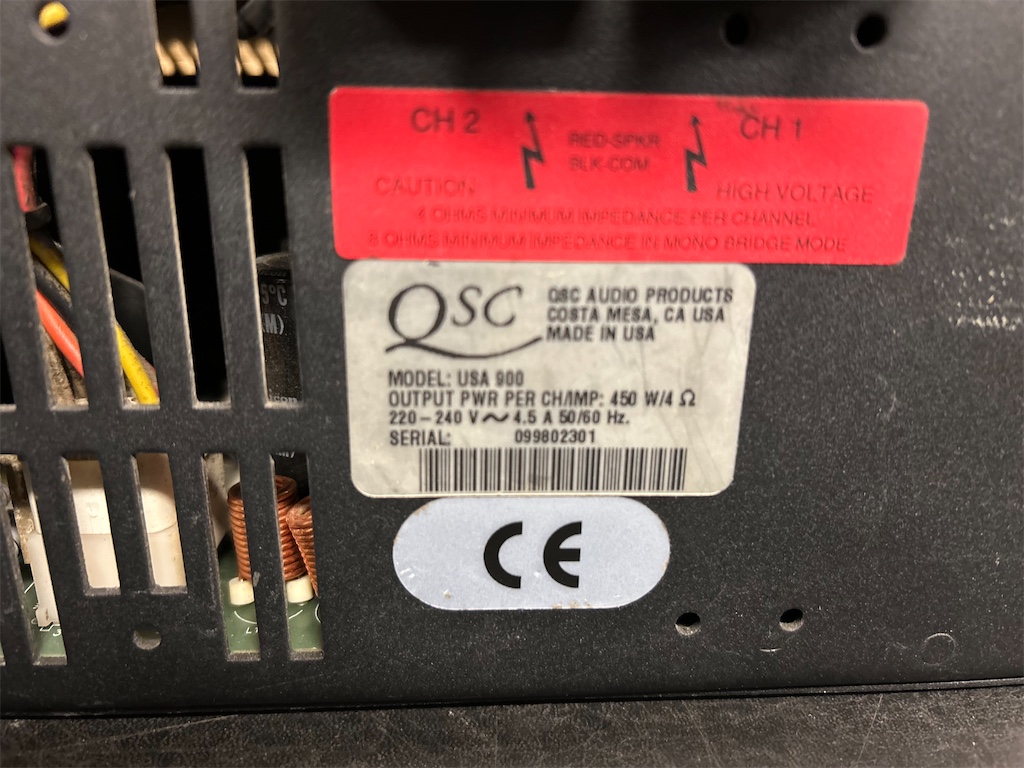 CH 2
CH 1
RED-SPKR
BLK-COM
CAUTION
HIGH VOLTAGE
4 OHMS MINIMUM IMPEDANCE PER CHANNEL
8 OHMS MINIMUM IMPEDANCE IN MONO BRIDGE MODE
QSC
QSC AUDIO PRODUCTS
COSTA MESA, CA USA
MADE IN USA
MODEL: USA 900
OUTPUT PWR PER CH/IMP: 450 W/4 Ω
220 – 240 V ~ 4.5 A 50/60 Hz.
SERIAL: 099802301
CE
(M)